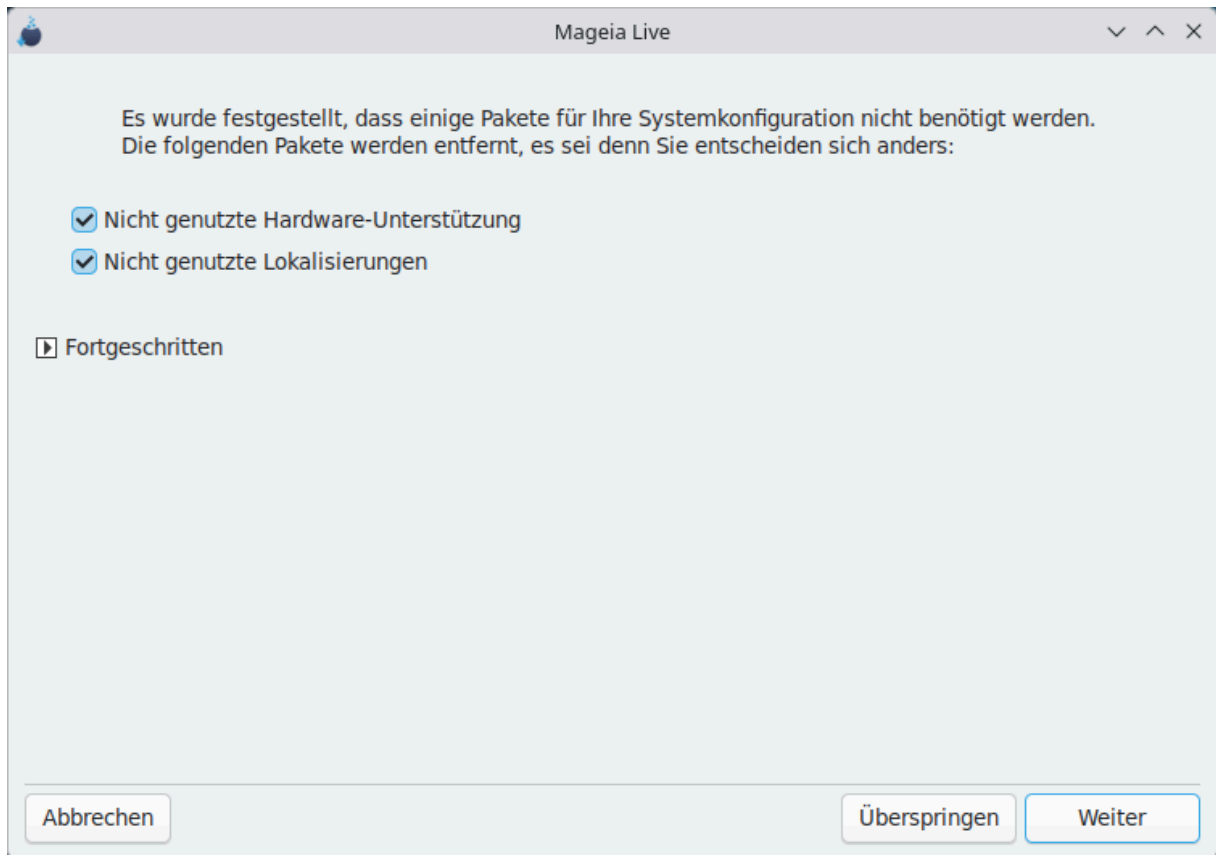 Mageia Live
Es wurde festgestellt, dass einige Pakete für Ihre Systemkonfiguration nicht benötigt werden.
Die folgenden Pakete werden entfernt, es sei denn Sie entscheiden sich anders:
Nicht genutzte Hardware-Unterstützung
Nicht genutzte Lokalisierungen
Fortgeschritten
Abbrechen
Überspringen
Weiter